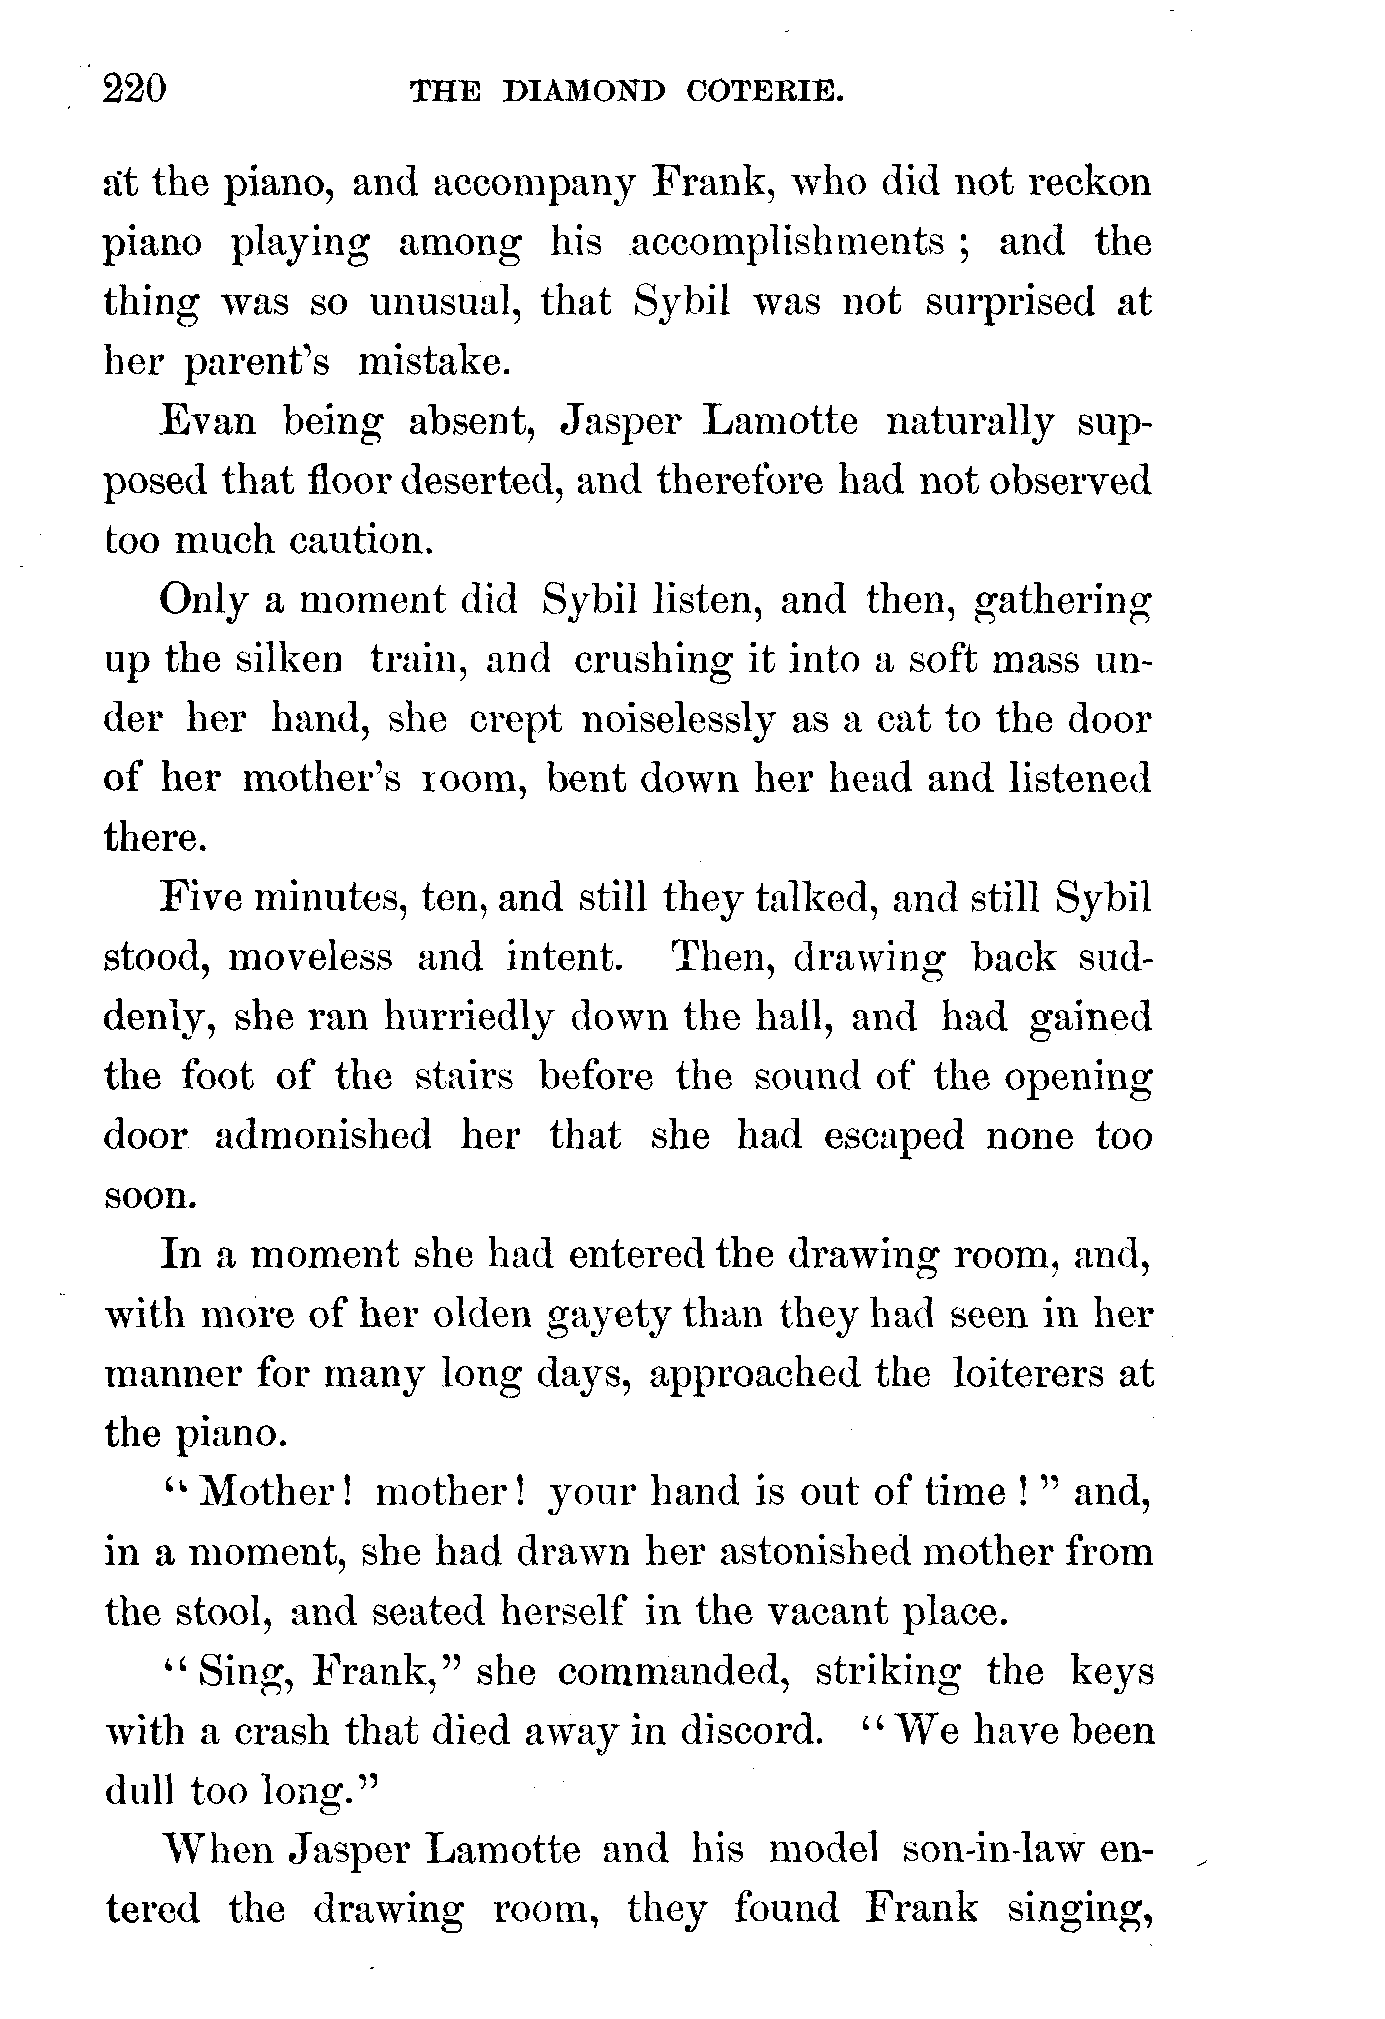 220 THE DIAMOND COTERIE.
at the piano, and accompany Frank, who did not reckon
piano playing among his accomplishments ; and the
thing was so unusual, that Sybil was not surprised at
her parent's mistake.
Evan being absent, Jasper Lamotte naturally sup-
posed that floor deserted, and therefore had not observed
too much caution.
Only a moment did Sybil listen, and then, gathering
up the silken train, and crushing it into a soft mass un-
der her hand, she crept noiselessly as a cat to the door
of her mother's room, bent down her head and listened
there.
Five minutes, ten, and still they talked, and still Sybil
stood, moveless and intent. Then, drawing back sud-
denly, she ran hurriedly down the hall, and had gained
the foot of the stairs before the sound of the opening
door admonished her that she had escaped none too
soon.
In a moment she had entered the drawing room, and,
with more of her olden gayety than they had seen in her
manner for many long days, approached the loiterers at
the piano.
“ Mother! mother! your hand is out of time ! ” and,
in a moment, she had drawn her astonished mother from
the stool, and seated herself in the vacant place.
“ Sing, Frank,” she commanded, striking the keys
with a crash that died away in discord. “ We have been
dull too long.”
When Jasper Lamotte and his model son-in-law en-
tered the drawing room, they found Frank singing,